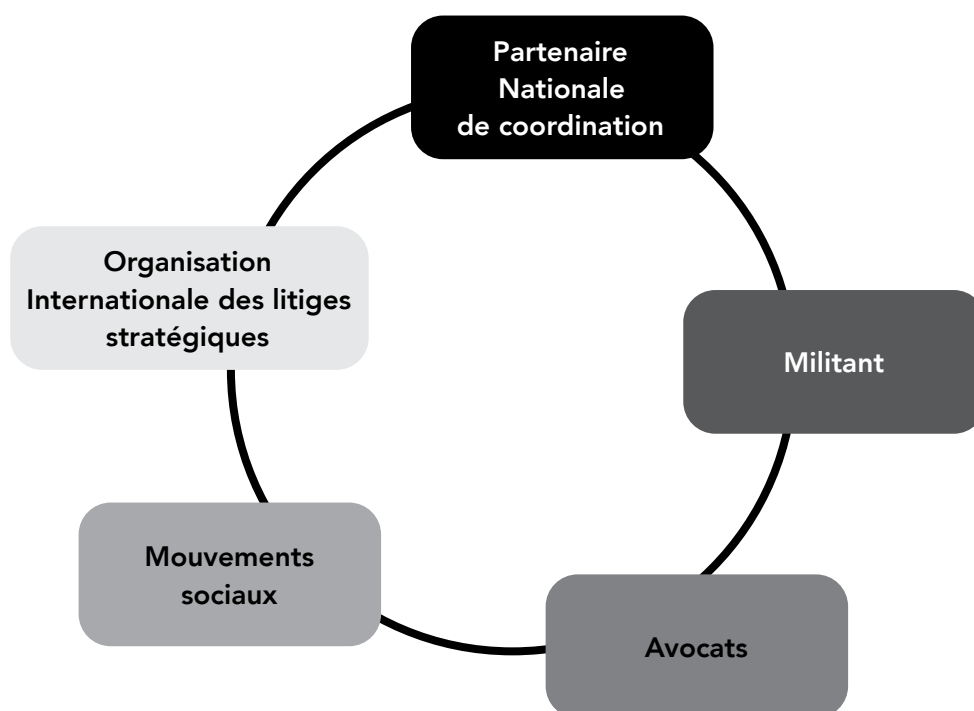 Partenaire
Nationale
de coordination
Organisation
Internationale des litiges
stratégiques
Militant
Mouvements
sociaux
Avocats